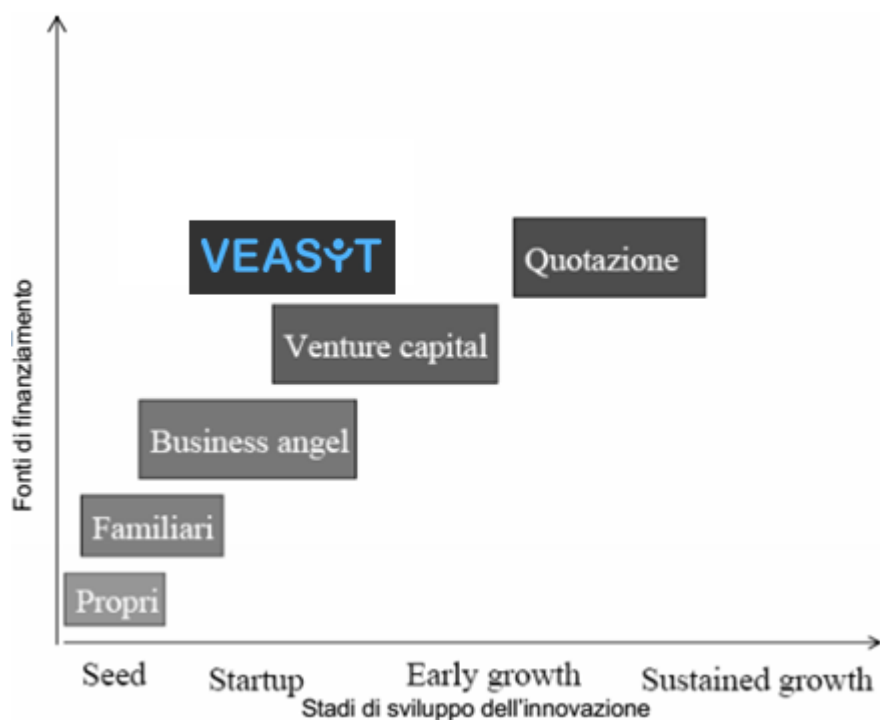 VEASYT
Quotazione
Venture capital
Business angel
Familiari
Propri
Fonti di finanziamento
Seed
Startup
Early growth
Sustained growth
Stadi di sviluppo dell'innovazione